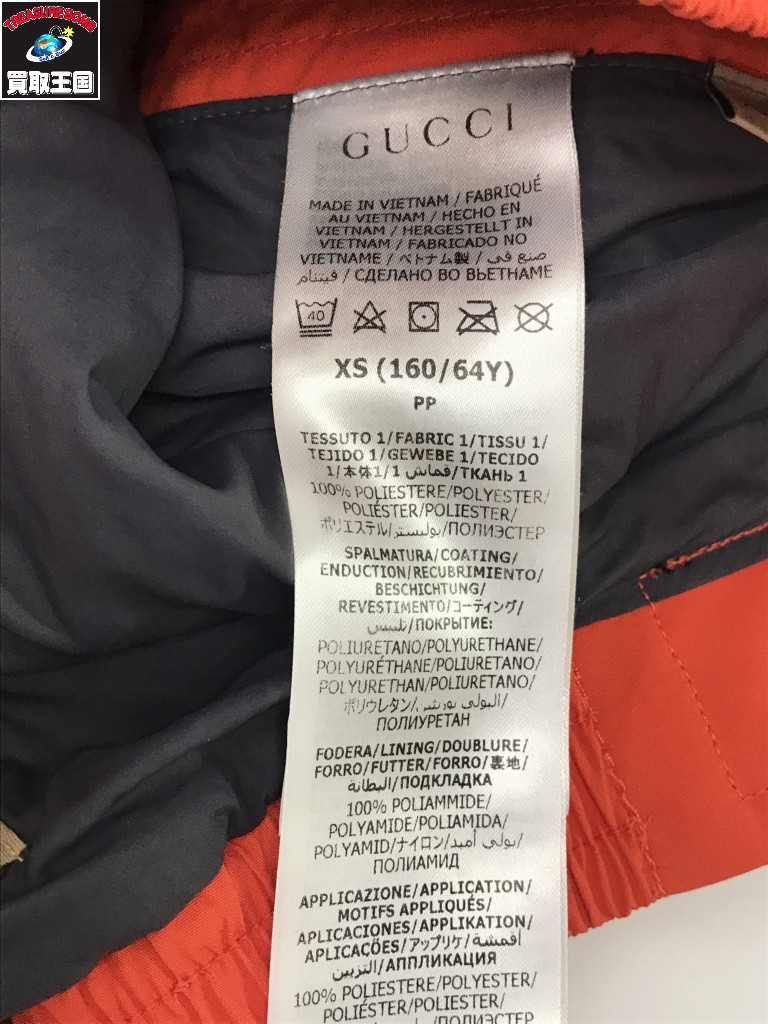 TREASURE BOMB
買取王国
GUCCI
MADE IN VIETNAM / FABRIQUÉ
AU VIETNAM / HECHO EN
VIETNAM / HERGESTELLT IN
VIETNAM / FABRICADO NO
VIETNAME / ベトナム製 / صنع في
فيتنام / СДЕЛАНО ВО ВЬЕТНАМЕ
40
XS (160/64Y)
PP
TESSUTO 1/FABRIC 1/TISSU 1/
TEJIDO 1/GEWEBE 1/TECIDO
1/本体1/1 قماش/ТКАНЬ 1
100% POLIESTERE/POLYESTER/
POLIÉSTER/POLIESTER/
ポリエステル/بوليستر/ПОЛИЭСТЕР
SPALMATURA/COATING/
ENDUCTION/RECUBRIMIENTO/
BESCHICHTUNG/
REVESTIMENTO/コーティング/
تلبيس/ПОКРЫТИЕ:
POLIURETANO/POLYURETHANE/
POLYURÉTHANE/POLIURETANO/
POLYURETHAN/POLIURETANO/
ポリウレタン/البولي يوريثين/
ПОЛИУРЕТАН
FODERA/LINING/DOUBLURE/
FORRO/FUTTER/FORRO/裏地/
البطانة/ПОДКЛАДКА
100% POLIAMMIDE/
POLYAMIDE/POLIAMIDA/
POLYAMID/ナイロン/بولي أميد/
ПОЛИАМИД
APPLICAZIONE/APPLICATION/
MOTIFS APPLIQUÉS/
APLICACIONES/APPLIKATION/
APLICAÇÕES/アップリケ/أقمشة
التزيين/АППЛИКАЦИЯ
100% POLIESTERE/POLYESTER/
POLIÉSTER/POLIESTER/